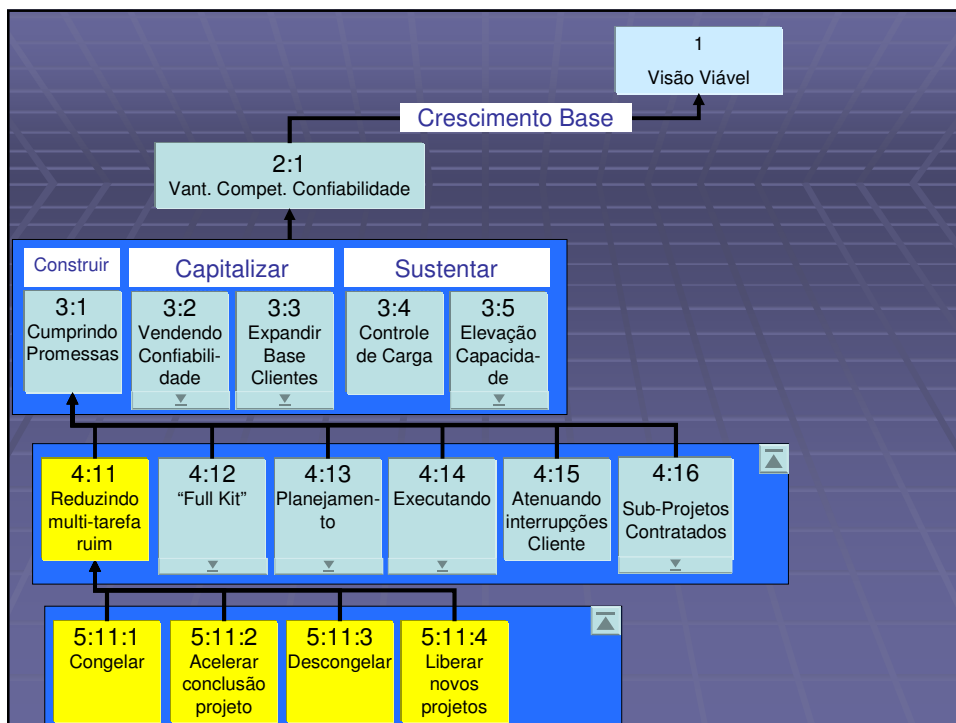 1
Visão Viável
Crescimento Base
2:1
Vant. Compet. Confiabilidade
Construir
Capitalizar
Sustentar
3:1
Cumprindo
Promessas
3:2
Vendendo
Confiabili-
dade
3:3
Expandir
Base
Clientes
3:4
Controle
de Carga
3:5
Elevação
Capacida-
de
4:11
Reduzindo
multi-tarefa
ruim
4:12
“Full Kit”
4:13
Planejamen-
to
4:14
Executando
4:15
Atenuando
interrupções
Cliente
4:16
Sub-Projetos
Contratados
5:11:1
Congelar
5:11:2
Acelerar
conclusão
projeto
5:11:3
Descongelar
5:11:4
Liberar
novos
projetos